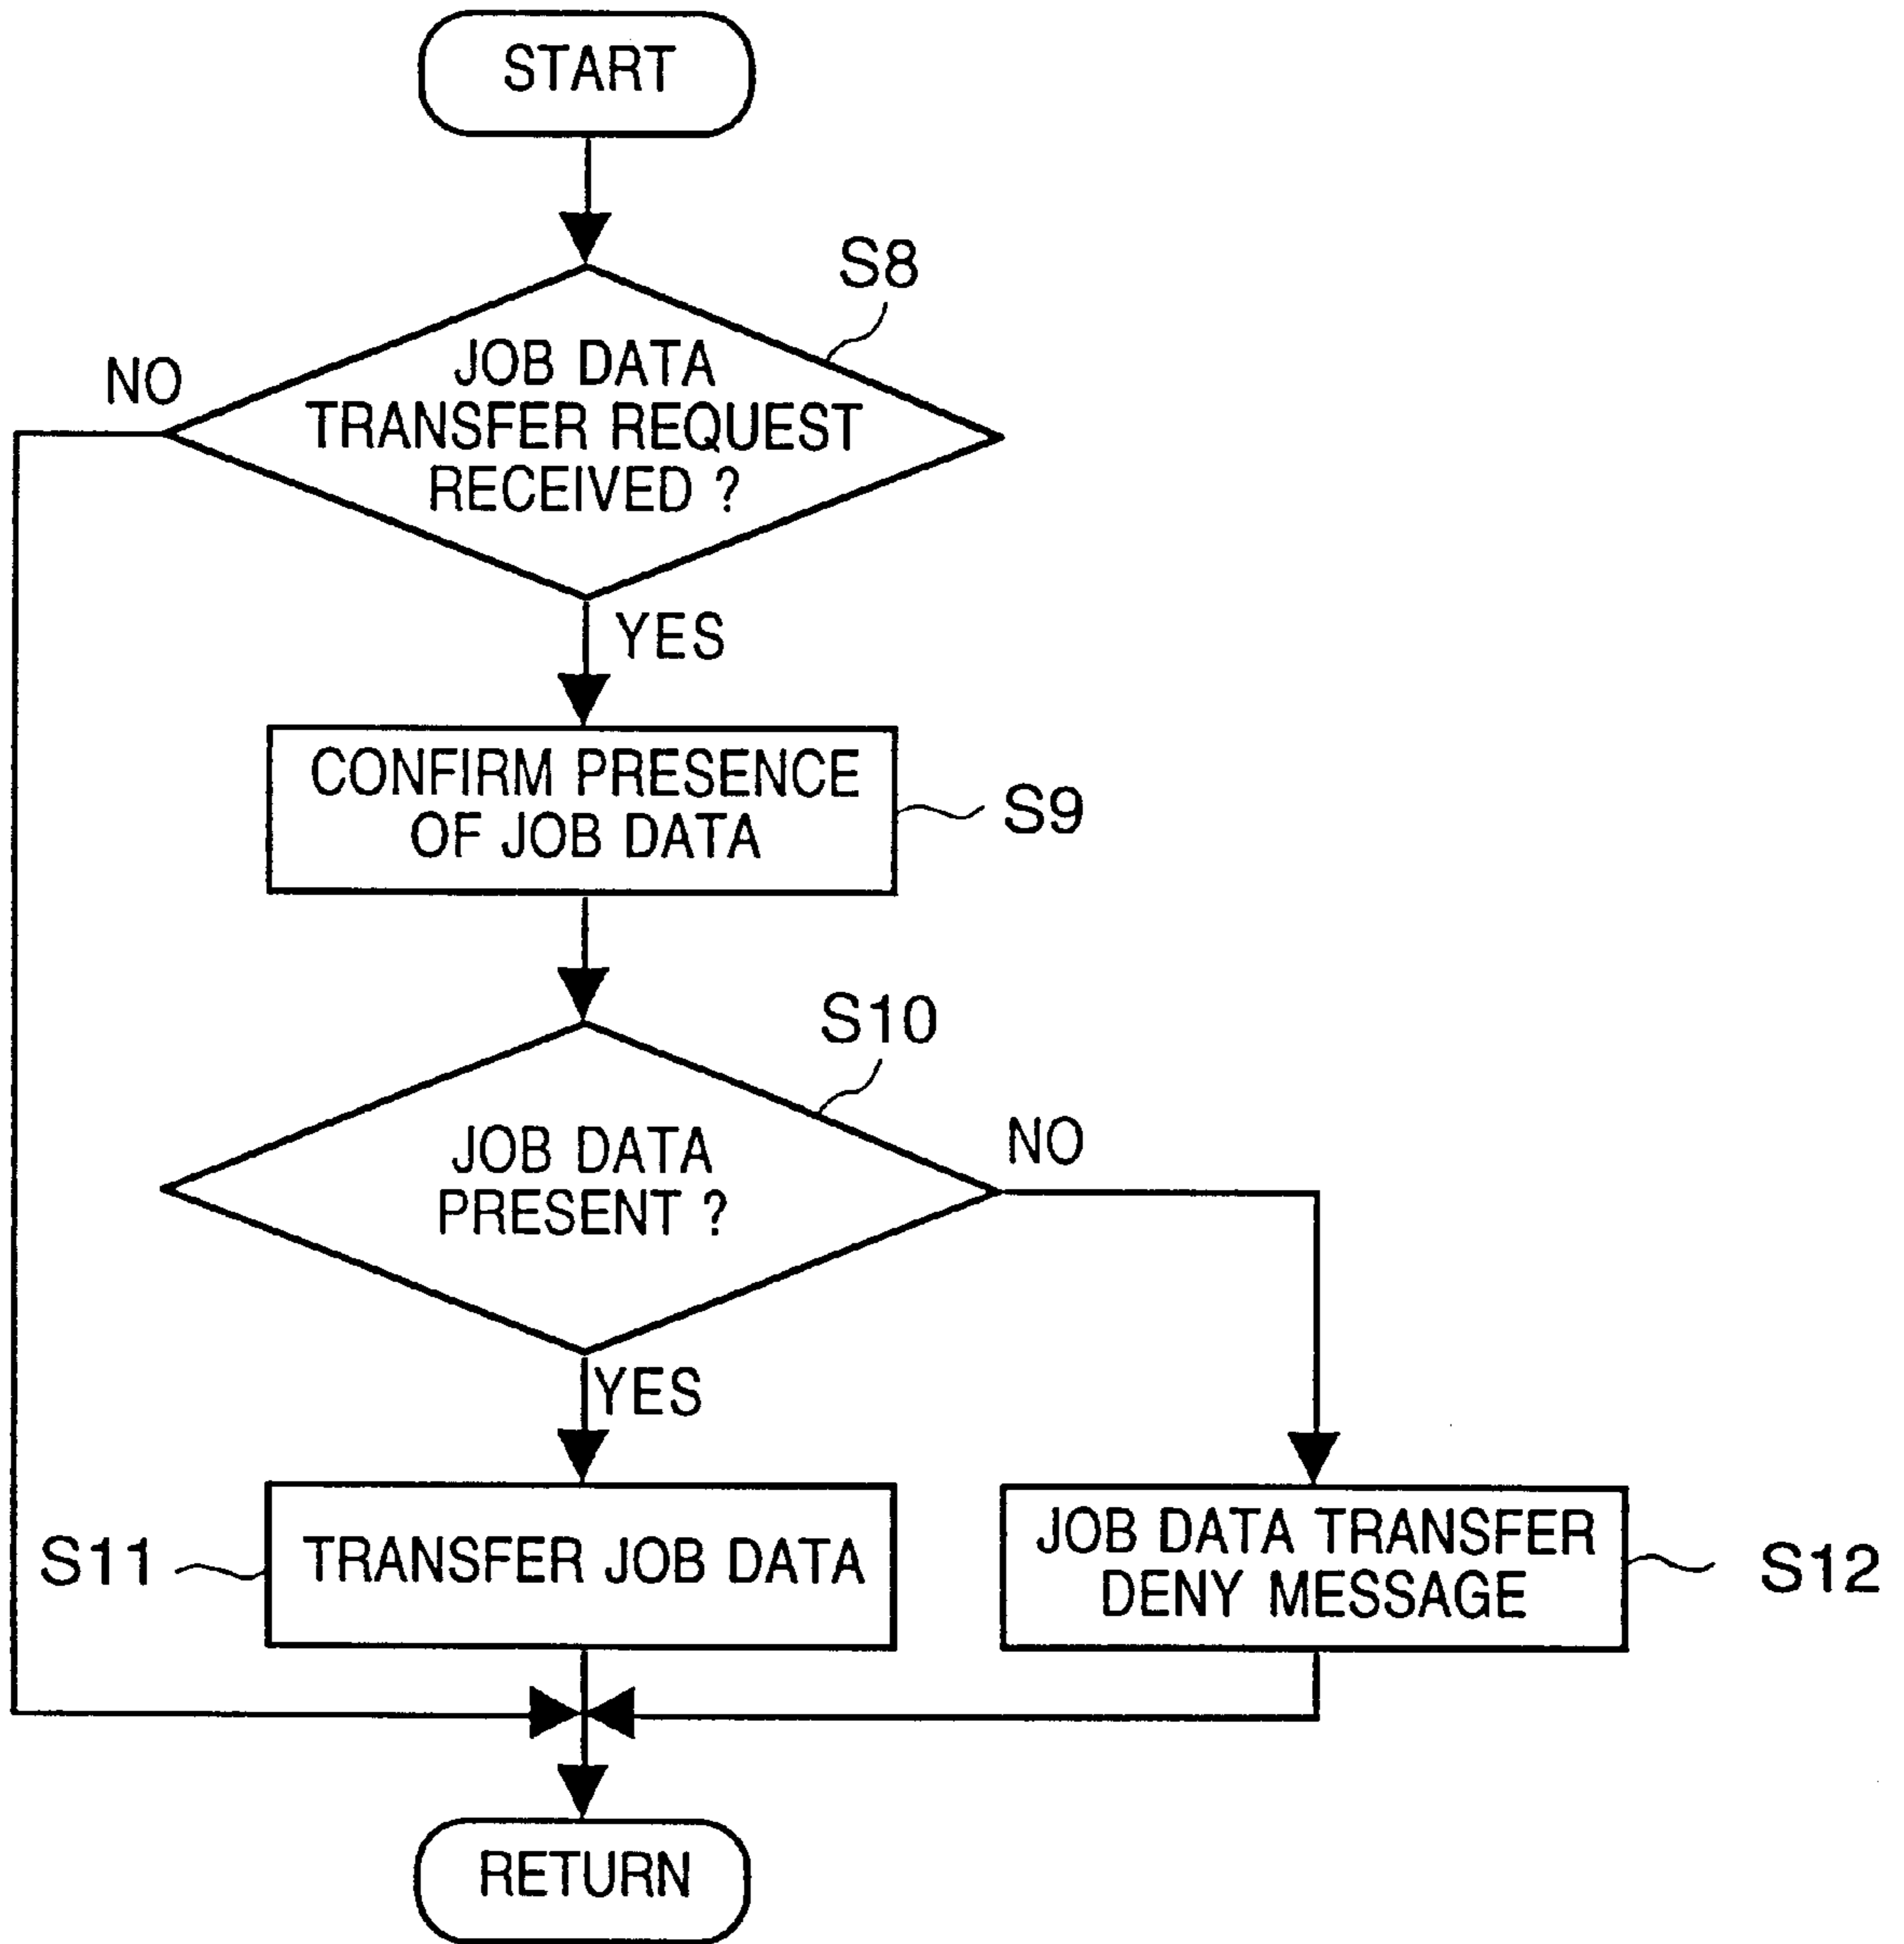 START
S8
NO
JOB DATA
TRANSFER REQUEST
RECEIVED ?
YES
CONFIRM PRESENCE
OF JOB DATA
S9
S10
JOB DATA
PRESENT ?
NO
YES
S11
TRANSFER JOB DATA
JOB DATA TRANSFER
DENY MESSAGE
S12
RETURN